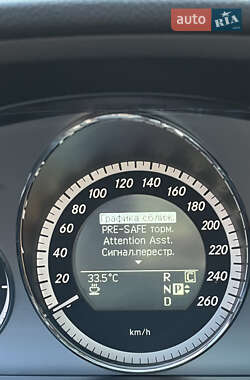 auto RIA
.com
Графика сближ.
PRE-SAFE торм.
Attention Asst.
Сигнал.перестр.
20
40
60
80
100
120
140
160
180
200
220
240
260
33.5°C
R
N
D
P
C
km/h